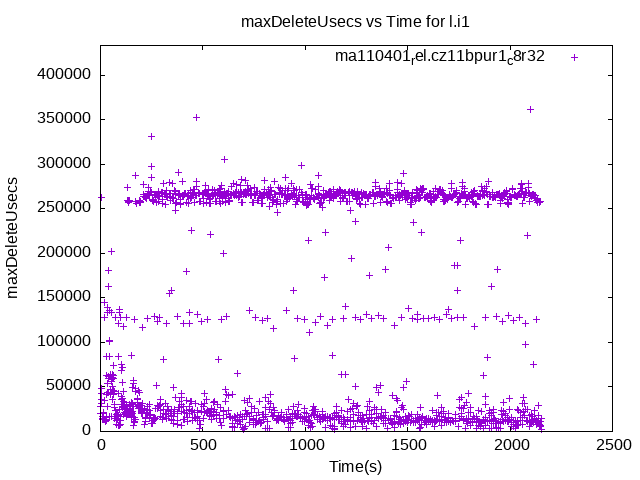 maxDeleteUsecs vs Time for l.i1
ma110401_rel.cz11bpur1_c8r32
400000
350000
300000
250000
200000
150000
100000
50000
0
maxDeleteUsecs
0 500 1000 1500 2000 2500
Time(s)